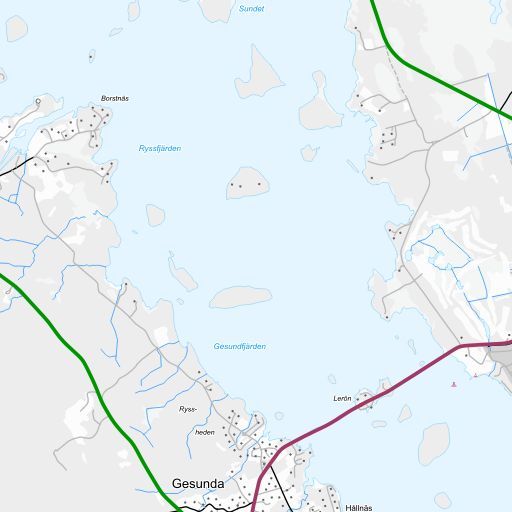 Sundet
Borstnäs
Ryssfjärden
Gesundfjärden
Lerön
Ryss-
heden
Gesunda
Hällnäs